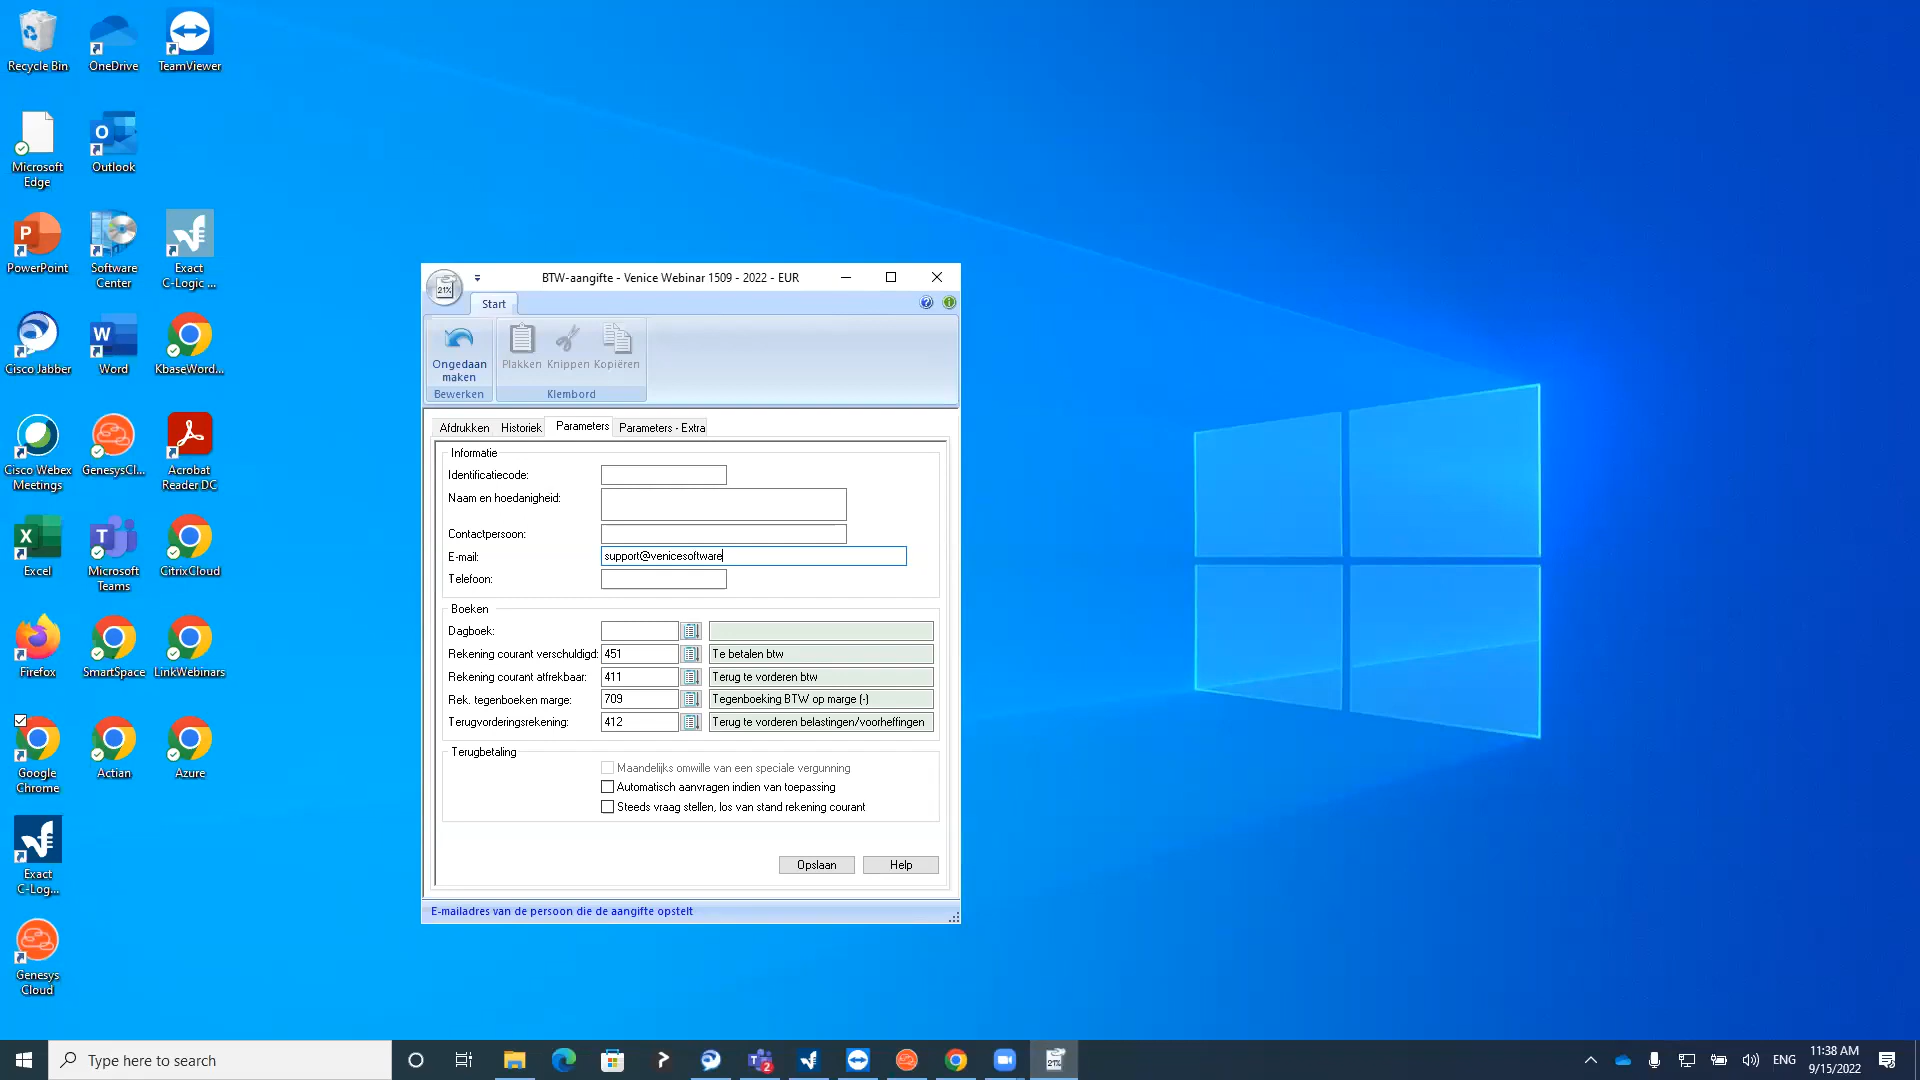 Recycle Bin
OneDrive
TeamViewer
Microsoft
Edge
Outlook
PowerPoint
Software
Center
Exact
C-Logic ...
Cisco Jabber
Word
KbaseWord...
Cisco Webex
Meetings
GenesysCl...
Acrobat
Reader DC
Excel
Microsoft
Teams
CitrixCloud
Firefox
SmartSpace
LinkWebinars
Google
Chrome
Actian
Azure
Exact
C-Log...
Genesys
Cloud
21%
BTW-aangifte - Venice Webinar 1509 - 2022 - EUR
Start
Ongedaan
maken
Plakken
Knippen
Kopiëren
Bewerken
Klembord
Afdrukken
Historiek
Parameters
Parameters - Extra
Informatie
Identificatiecode:
Naam en hoedanigheid:
Contactpersoon:
E-mail: support@venicesoftware
Telefoon:
Boeken
Dagboek:
Rekening courant verschuldigd: 451 Te betalen btw
Rekening courant aftrekbaar: 411 Terug te vorderen btw
Rek. tegenboeken marge: 709 Tegenboeking BTW op marge (-)
Terugvorderingsrekening: 412 Terug te vorderen belastingen/voorheffingen
Terugbetaling
Maandelijks omwille van een speciale vergunning
Automatisch aanvragen indien van toepassing
Steeds vraag stellen, los van stand rekening courant
Opslaan
Help
E-mailadres van de persoon die de aangifte opstelt
Type here to search
2
21%
ENG
11:38 AM
9/15/2022